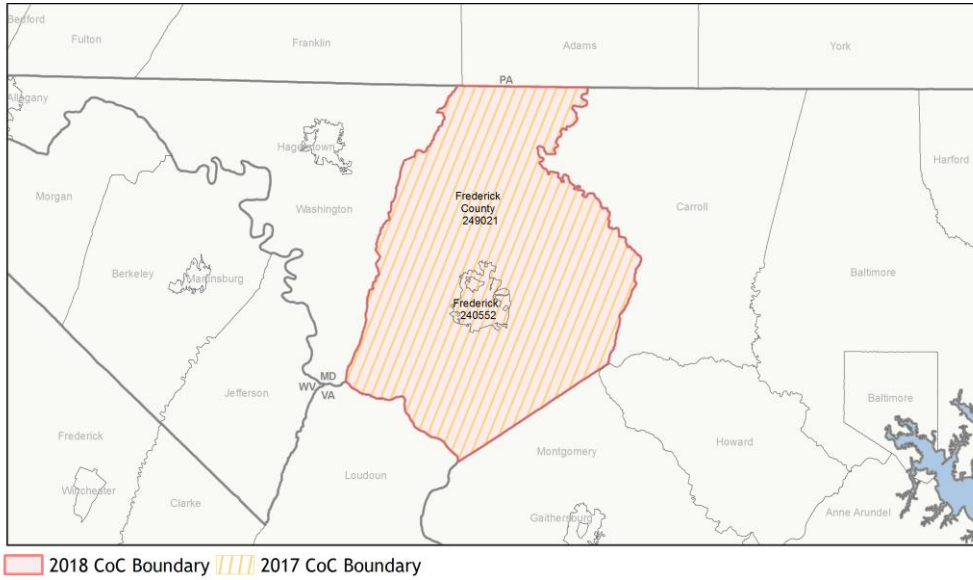 Bedford
Fulton
Franklin
Adams
York
PA
Allegany
Hagerstown
Harford
Morgan
Washington
Frederick
County
249021
Carroll
Berkeley
Martinsburg
Baltimore
Frederick
240552
MD
WV
VA
Jefferson
Baltimore
Frederick
Howard
Montgomery
Loudoun
Winchester
Clarke
Gaithersburg
Anne Arundel
2018 CoC Boundary
2017 CoC Boundary